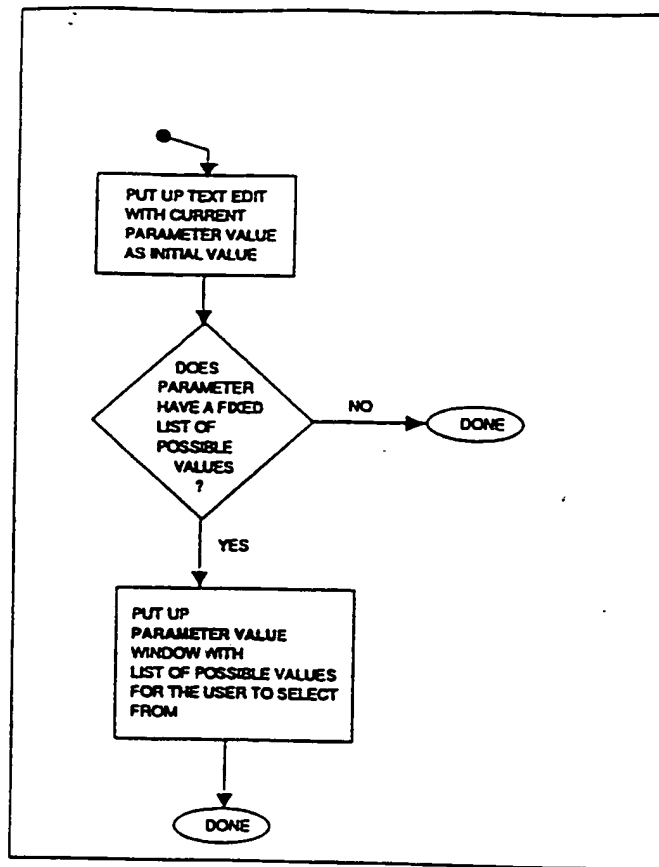 PUT UP TEXT EDIT
WITH CURRENT
PARAMETER VALUE
AS INITIAL VALUE
DOES
PARAMETER
HAVE A FIXED
LIST OF
POSSIBLE
VALUES
?
NO
DONE
YES
PUT UP
PARAMETER VALUE
WINDOW WITH
LIST OF POSSIBLE VALUES
FOR THE USER TO SELECT
FROM
DONE